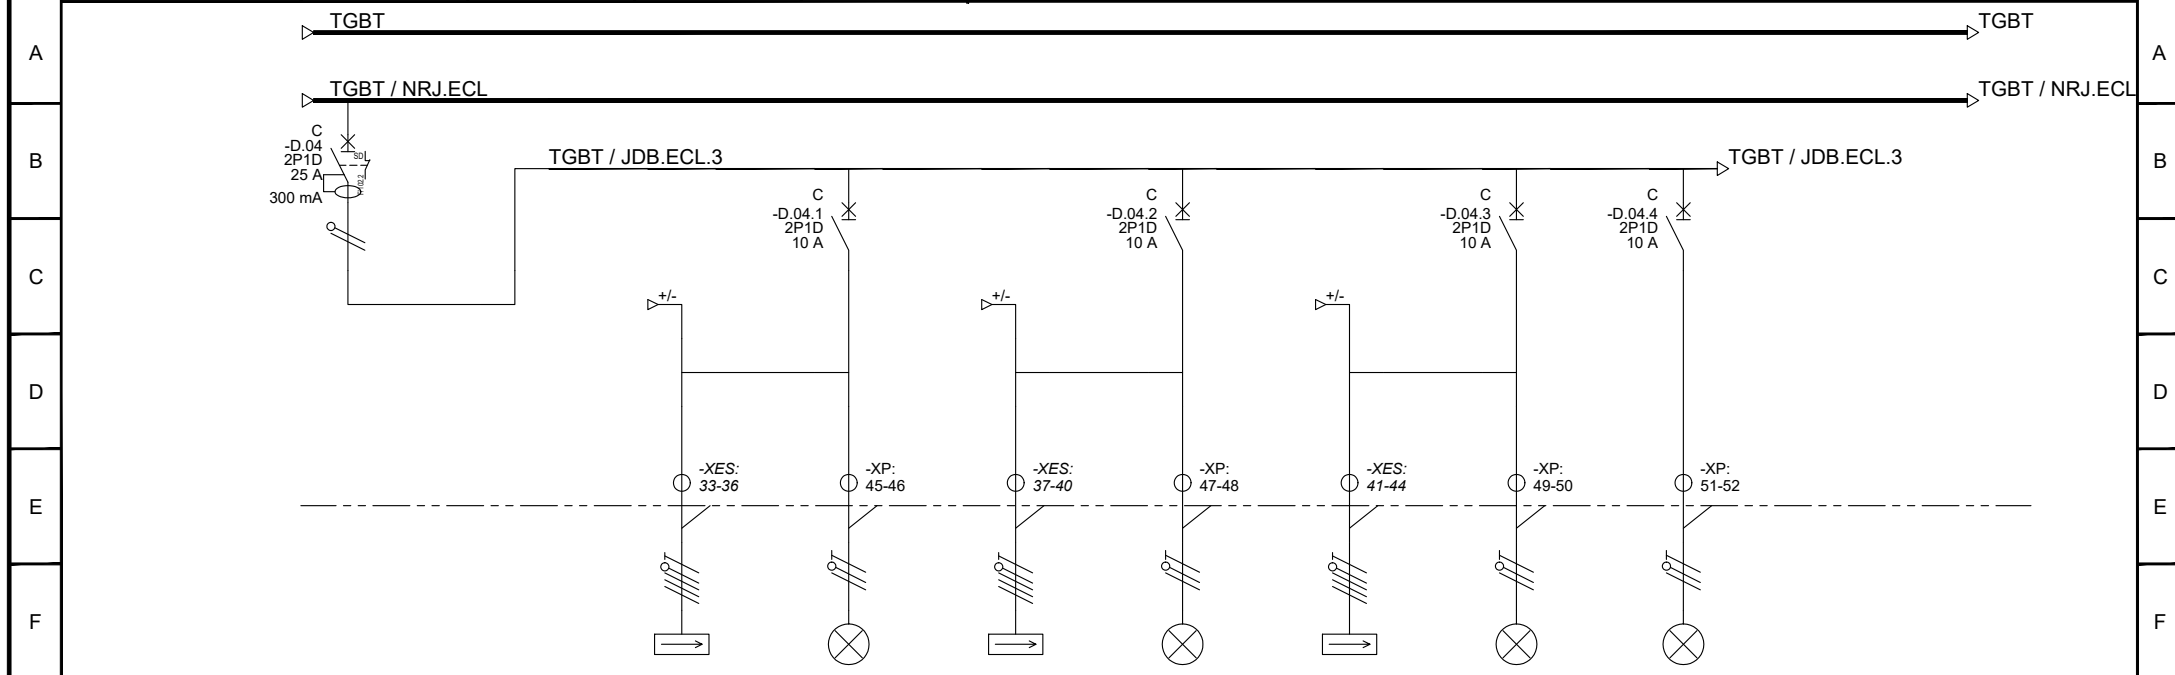 TGBT
TGBT
A
A
TGBT / NRJ.ECL
TGBT / NRJ.ECL
C
-D.04
2P1D
25 A
300 mA
SD
B
B
TGBT / JDB.ECL.3
TGBT / JDB.ECL.3
C
-D.04.1
2P1D
10 A
C
-D.04.2
2P1D
10 A
C
-D.04.3
2P1D
10 A
C
-D.04.4
2P1D
10 A
C
C
+/-
+/-
+/-
D
D
-XES:
33-36
-XP:
45-46
-XES:
37-40
-XP:
47-48
-XES:
41-44
-XP:
49-50
-XP:
51-52
E
E
F
F